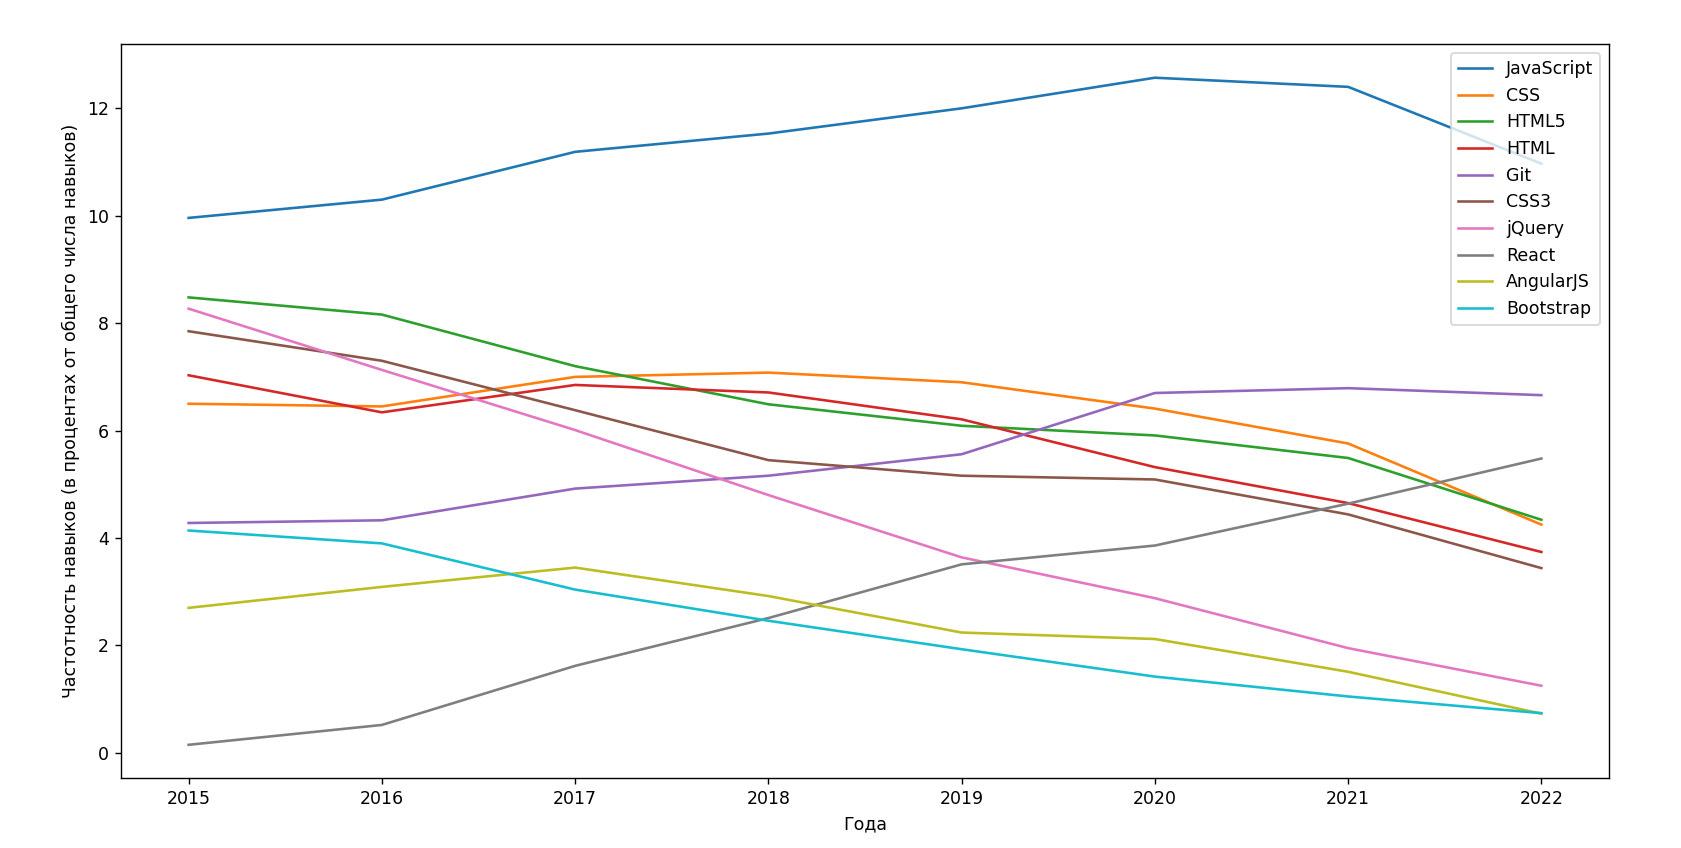 Частотность навыков (в процентах от общего числа навыков)
12
10
8
6
4
2
0
JavaScript
CSS
HTML5
HTML
Git
CSS3
jQuery
React
AngularJS
Bootstrap
2015 2016 2017 2018 2019 2020 2021 2022
Года